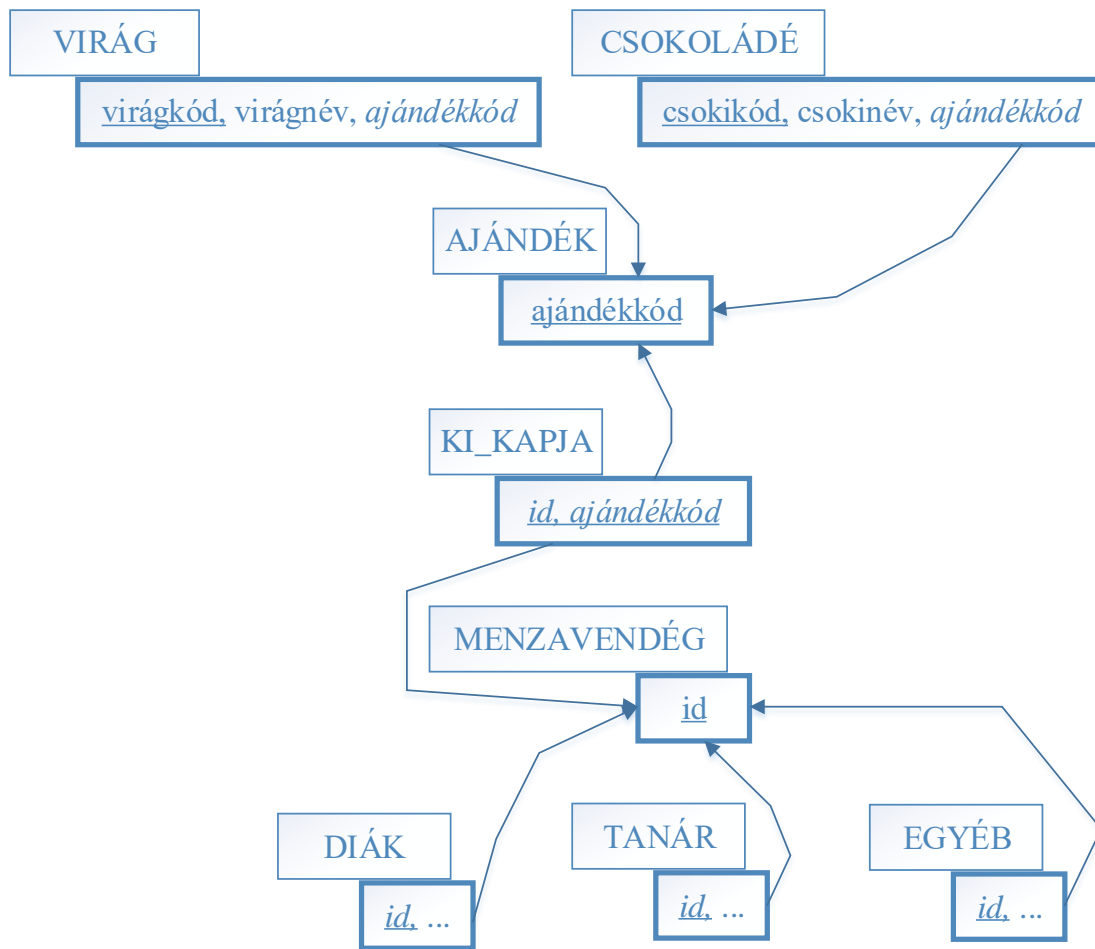 VIRÁG
CSOKOLÁDÉ
virágkód, virágnév, ajándékkód
csokikód, csokinév, ajándékkód
AJÁNDÉK
ajándékkód
KI_KAPJA
id, ajándékkód
MENZAVENDÉG
id
DIÁK
TANÁR
EGYÉB
id, ...
id, ...
id, ...